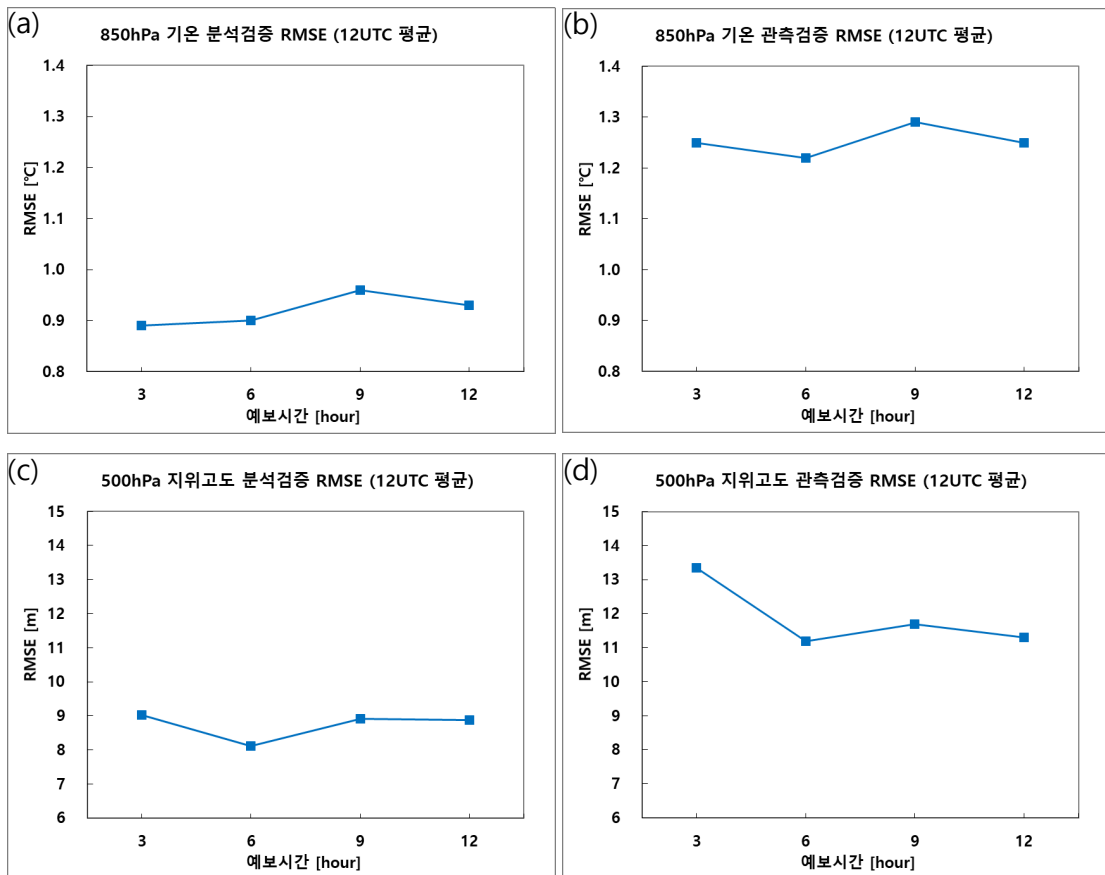 (a)
850hPa 기온 분석검증 RMSE (12UTC 평균)
1.4
1.3
1.2
1.1
1.0
0.9
0.8
RMSE [℃]
3 6 9 12
예보시간 [hour]
(b)
850hPa 기온 관측검증 RMSE (12UTC 평균)
1.4
1.3
1.2
1.1
1.0
0.9
0.8
RMSE [℃]
3 6 9 12
예보시간 [hour]
(c)
500hPa 지위고도 분석검증 RMSE (12UTC 평균)
15
14
13
12
11
10
9
8
7
6
RMSE [m]
3 6 9 12
예보시간 [hour]
(d)
500hPa 지위고도 관측검증 RMSE (12UTC 평균)
15
14
13
12
11
10
9
8
7
6
RMSE [m]
3 6 9 12
예보시간 [hour]